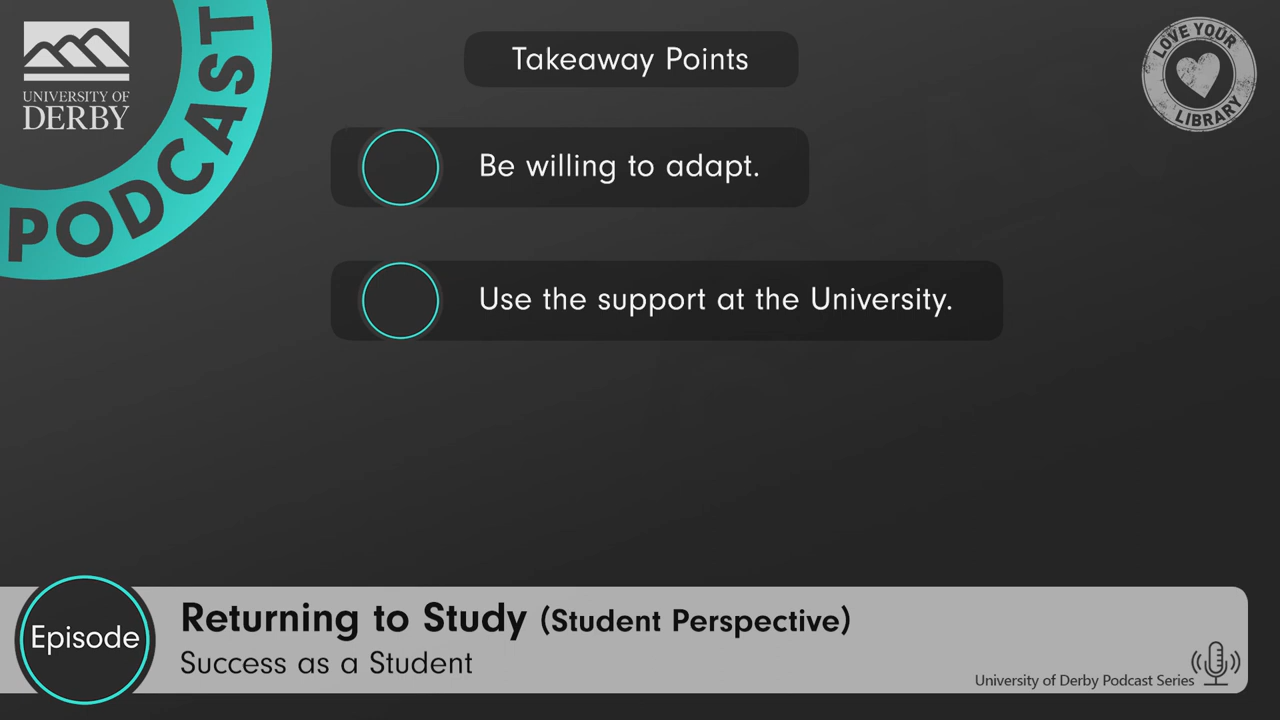 PODCAST
UNIVERSITY OF
DERBY
Takeaway Points
LOVE YOUR
LIBRARY
Be willing to adapt.
Use the support at the University.
Episode
Returning to Study (Student Perspective)
Success as a Student
University of Derby Podcast Series